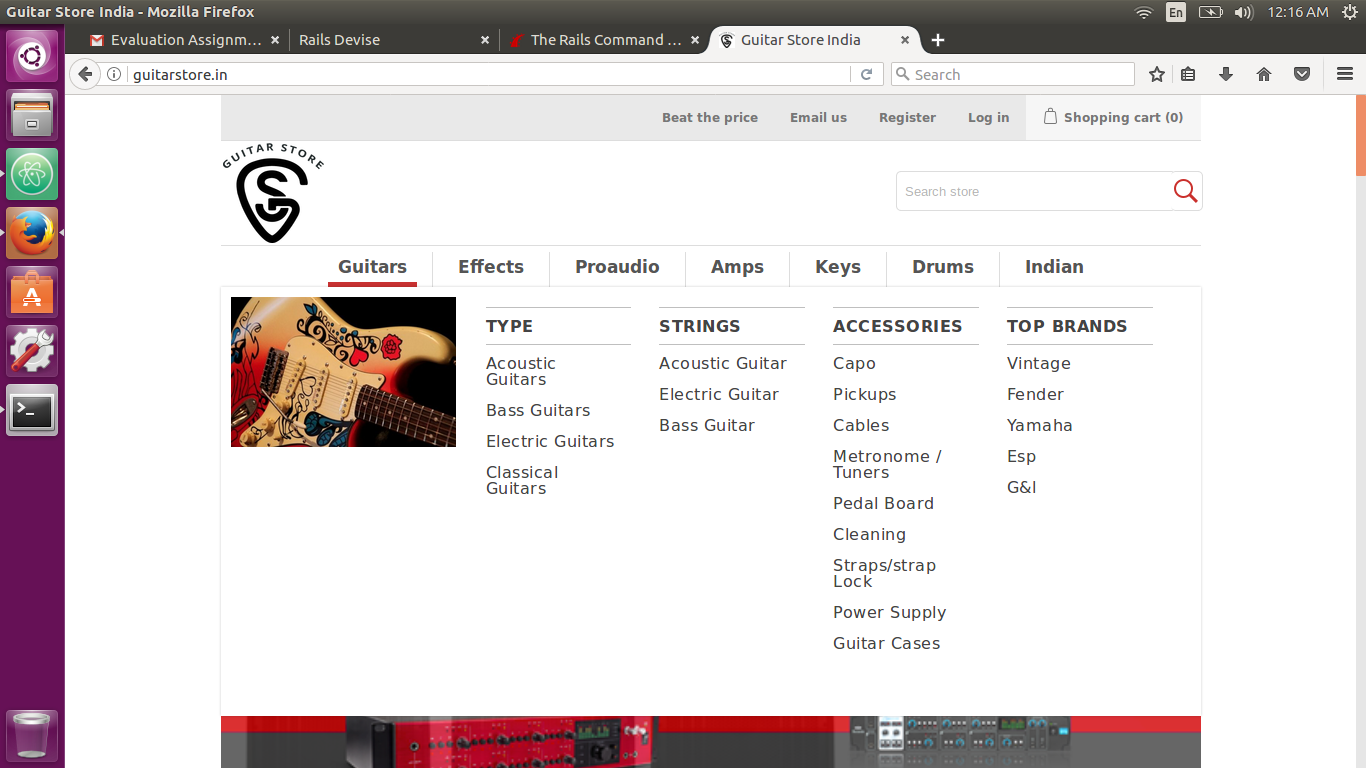 Guitar Store India - Mozilla Firefox
En
12:16 AM
Evaluation Assignm...
Rails Devise
The Rails Command ...
Guitar Store India
guitarstore.in
Search
Beat the price
Email us
Register
Log in
Shopping cart (0)
GUITAR STORE
Search store
Guitars
Effects
Proaudio
Amps
Keys
Drums
Indian
TYPE
Acoustic
Guitars
Bass Guitars
Electric Guitars
Classical
Guitars
STRINGS
Acoustic Guitar
Electric Guitar
Bass Guitar
ACCESSORIES
Capo
Pickups
Cables
Metronome /
Tuners
Pedal Board
Cleaning
Straps/strap
Lock
Power Supply
Guitar Cases
TOP BRANDS
Vintage
Fender
Yamaha
Esp
G&l